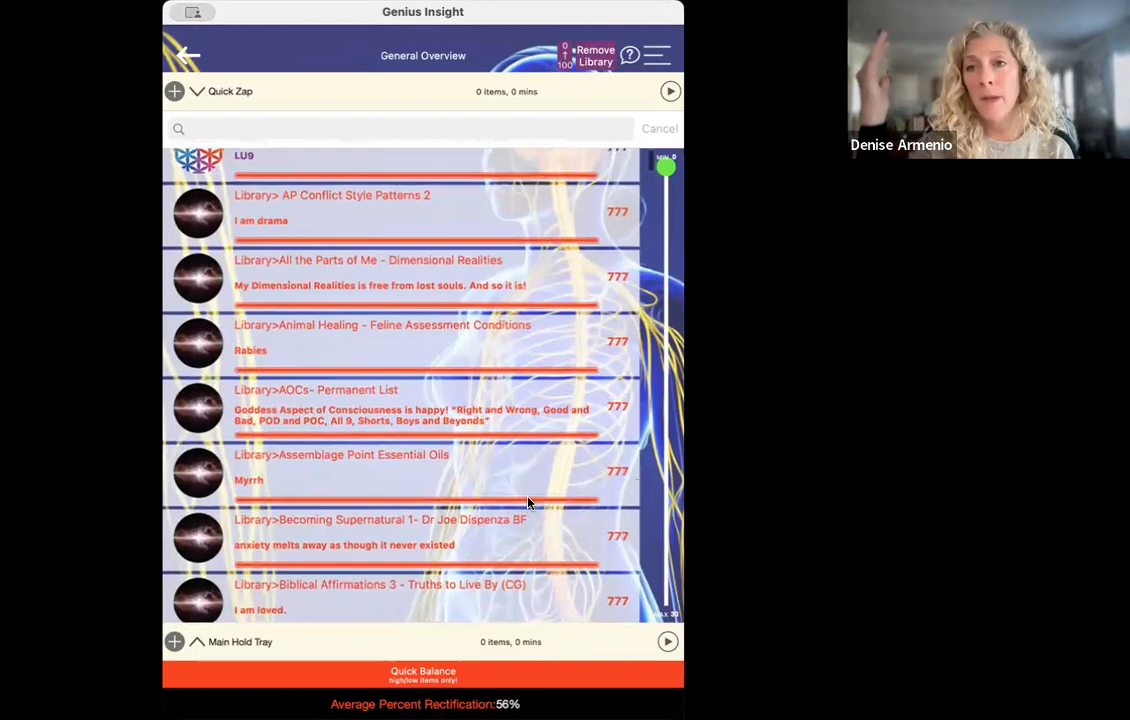 Genius Insight
General Overview
0
↑
100
Remove
Library
Quick Zap
0 items, 0 mins
Cancel
LU9
777
MIN 0
Library> AP Conflict Style Patterns 2
I am drama
777
Library>All the Parts of Me - Dimensional Realities
My Dimensional Realities is free from lost souls. And so it is!
777
Library>Animal Healing - Feline Assessment Conditions
Rabies
777
Library>AOCs- Permanent List
Goddess Aspect of Consciousness is happy! "Right and Wrong, Good and
Bad, POD and POC, All 9, Shorts, Boys and Beyonds"
777
Library>Assemblage Point Essential Oils
Myrrh
777
Library>Becoming Supernatural 1- Dr Joe Dispenza BF
anxiety melts away as though it never existed
777
Library>Biblical Affirmations 3 - Truths to Live By (CG)
I am loved.
777
MAX 30
Main Hold Tray
0 items, 0 mins
Quick Balance
high/low items only!
Average Percent Rectification:56%
Denise Armenio